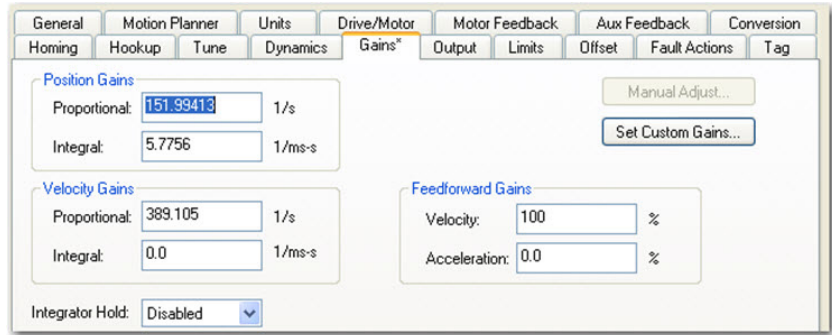 General Motion Planner Units Drive/Motor Motor Feedback Aux Feedback Conversion
Homing Hookup Tune Dynamics Gains* Output Limits Offset Fault Actions Tag
Position Gains
Proportional: 151.99413 1/s
Manual Adjust...
Integral: 5.7756 1/ms-s
Set Custom Gains...
Velocity Gains
Proportional: 389.105 1/s
Integral: 0.0 1/ms-s
Feedforward Gains
Velocity: 100 %
Acceleration: 0.0 %
Integrator Hold: Disabled